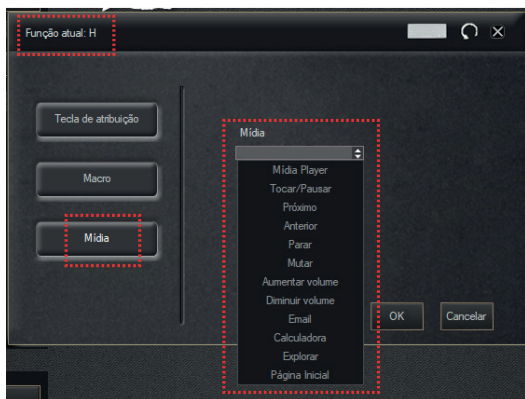 Função atual: H
Tecla de atribuição
Macro
Mídia
Mídia
Mídia Player
Tocar/Pausar
Próximo
Anterior
Parar
Mutar
Aumentar volume
Diminuir volume
Email
Calculadora
Explorar
Página Inicial
OK
Cancelar